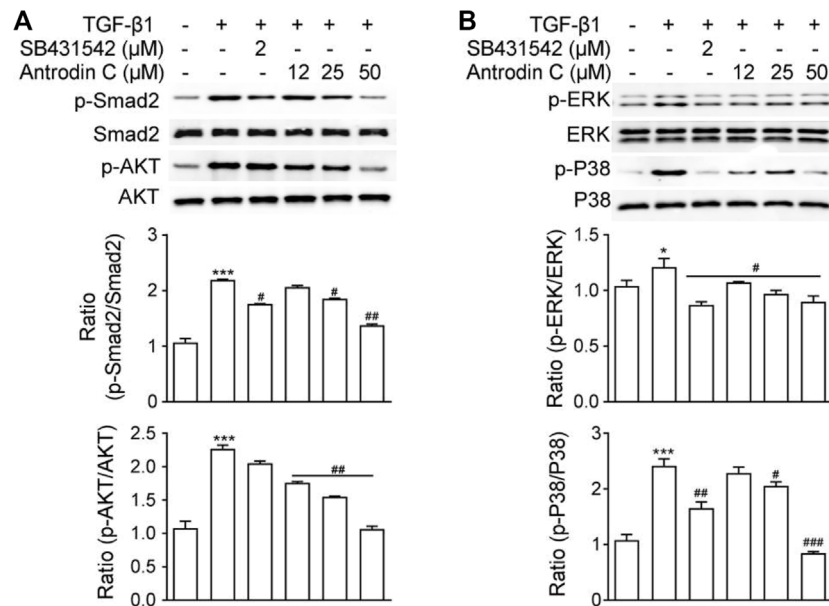 A
TGF-β1 - + + + + +
SB431542 (μM) - - 2 - - -
Antrodin C (μM) - - - 12 25 50
p-Smad2
Smad2
p-AKT
AKT
Ratio
(p-Smad2/Smad2)
3
2
1
0
***
#
#
##
Ratio (p-AKT/AKT)
2.5
2.0
1.5
1.0
0.0
***
##
B
TGF-β1 - + + + + +
SB431542 (μM) - - 2 - - -
Antrodin C (μM) - - - 12 25 50
p-ERK
ERK
p-P38
P38
Ratio (p-ERK/ERK)
1.5
1.0
0.5
0.0
*
#
Ratio (p-P38/P38)
3
2
1
0
***
##
#
###